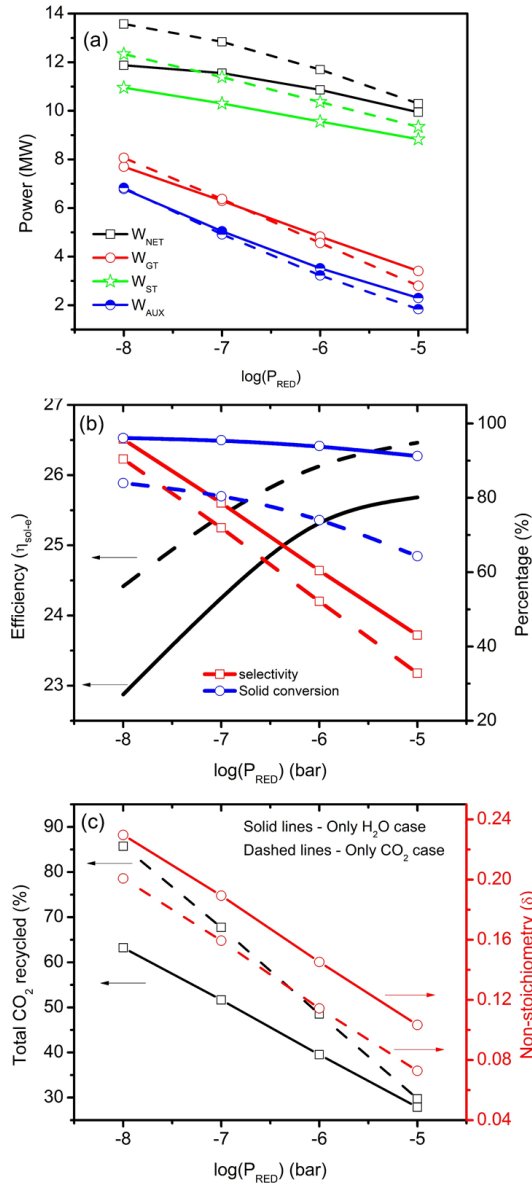 (a)
14
12
10
8
6
4
2
Power (MW)
W_NET
W_GT
W_ST
W_AUX
-8 -7 -6 -5
log(P_RED)
(b)
27
26
25
24
23
Efficiency (η_sol-e)
100
80
60
40
20
Percentage (%)
selectivity
Solid conversion
-8 -7 -6 -5
log(P_RED) (bar)
(c)
Solid lines - Only H₂O case
Dashed lines - Only CO₂ case
90
80
70
60
50
40
30
Total CO₂ recycled (%)
0.24
0.20
0.16
0.12
0.08
0.04
Non-stoichiometry (δ)
-8 -7 -6 -5
log(P_RED) (bar)